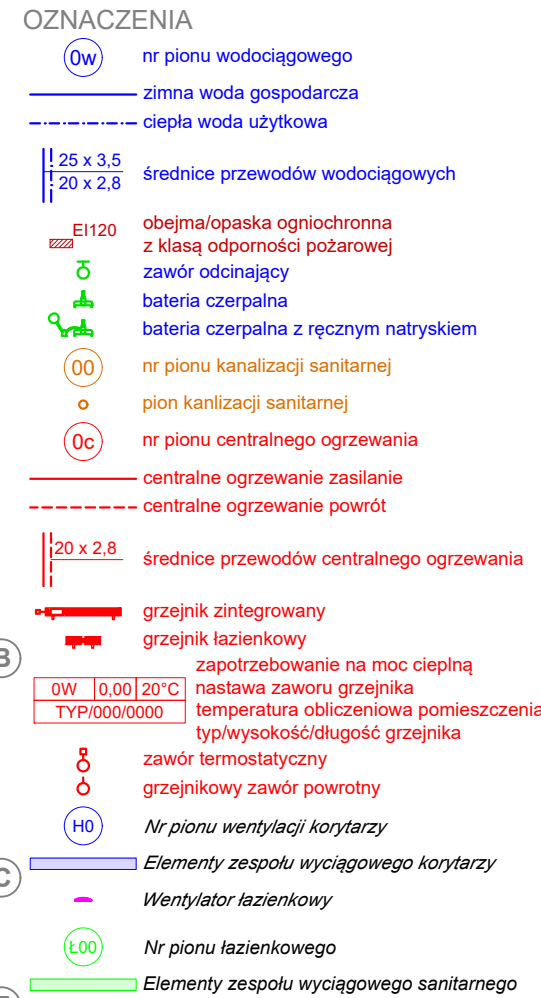 OZNACZENIA
0w nr pionu wodociągowego
zimna woda gospodarcza
ciepła woda użytkowa
25 x 3,5
20 x 2,8
średnice przewodów wodociągowych
EI120
obejma/opaska ogniochronna
z klasą odporności pożarowej
zawór odcinający
bateria czerpalna
bateria czerpalna z ręcznym natryskiem
00 nr pionu kanalizacji sanitarnej
pion kanlizacji sanitarnej
0c nr pionu centralnego ogrzewania
centralne ogrzewanie zasilanie
centralne ogrzewanie powrót
20 x 2,8
średnice przewodów centralnego ogrzewania
grzejnik zintegrowany
grzejnik łazienkowy
B
zapotrzebowanie na moc cieplną
0W 0,00 20°C nastawa zaworu grzejnika
TYP/000/0000 temperatura obliczeniowa pomieszczenia
typ/wysokość/długość grzejnika
zawór termostatyczny
grzejnikowy zawór powrotny
H0 Nr pionu wentylacji korytarzy
Elementy zespołu wyciągowego korytarzy
C
Wentylator łazienkowy
Ł00 Nr pionu łazienkowego
Elementy zespołu wyciągowego sanitarnego